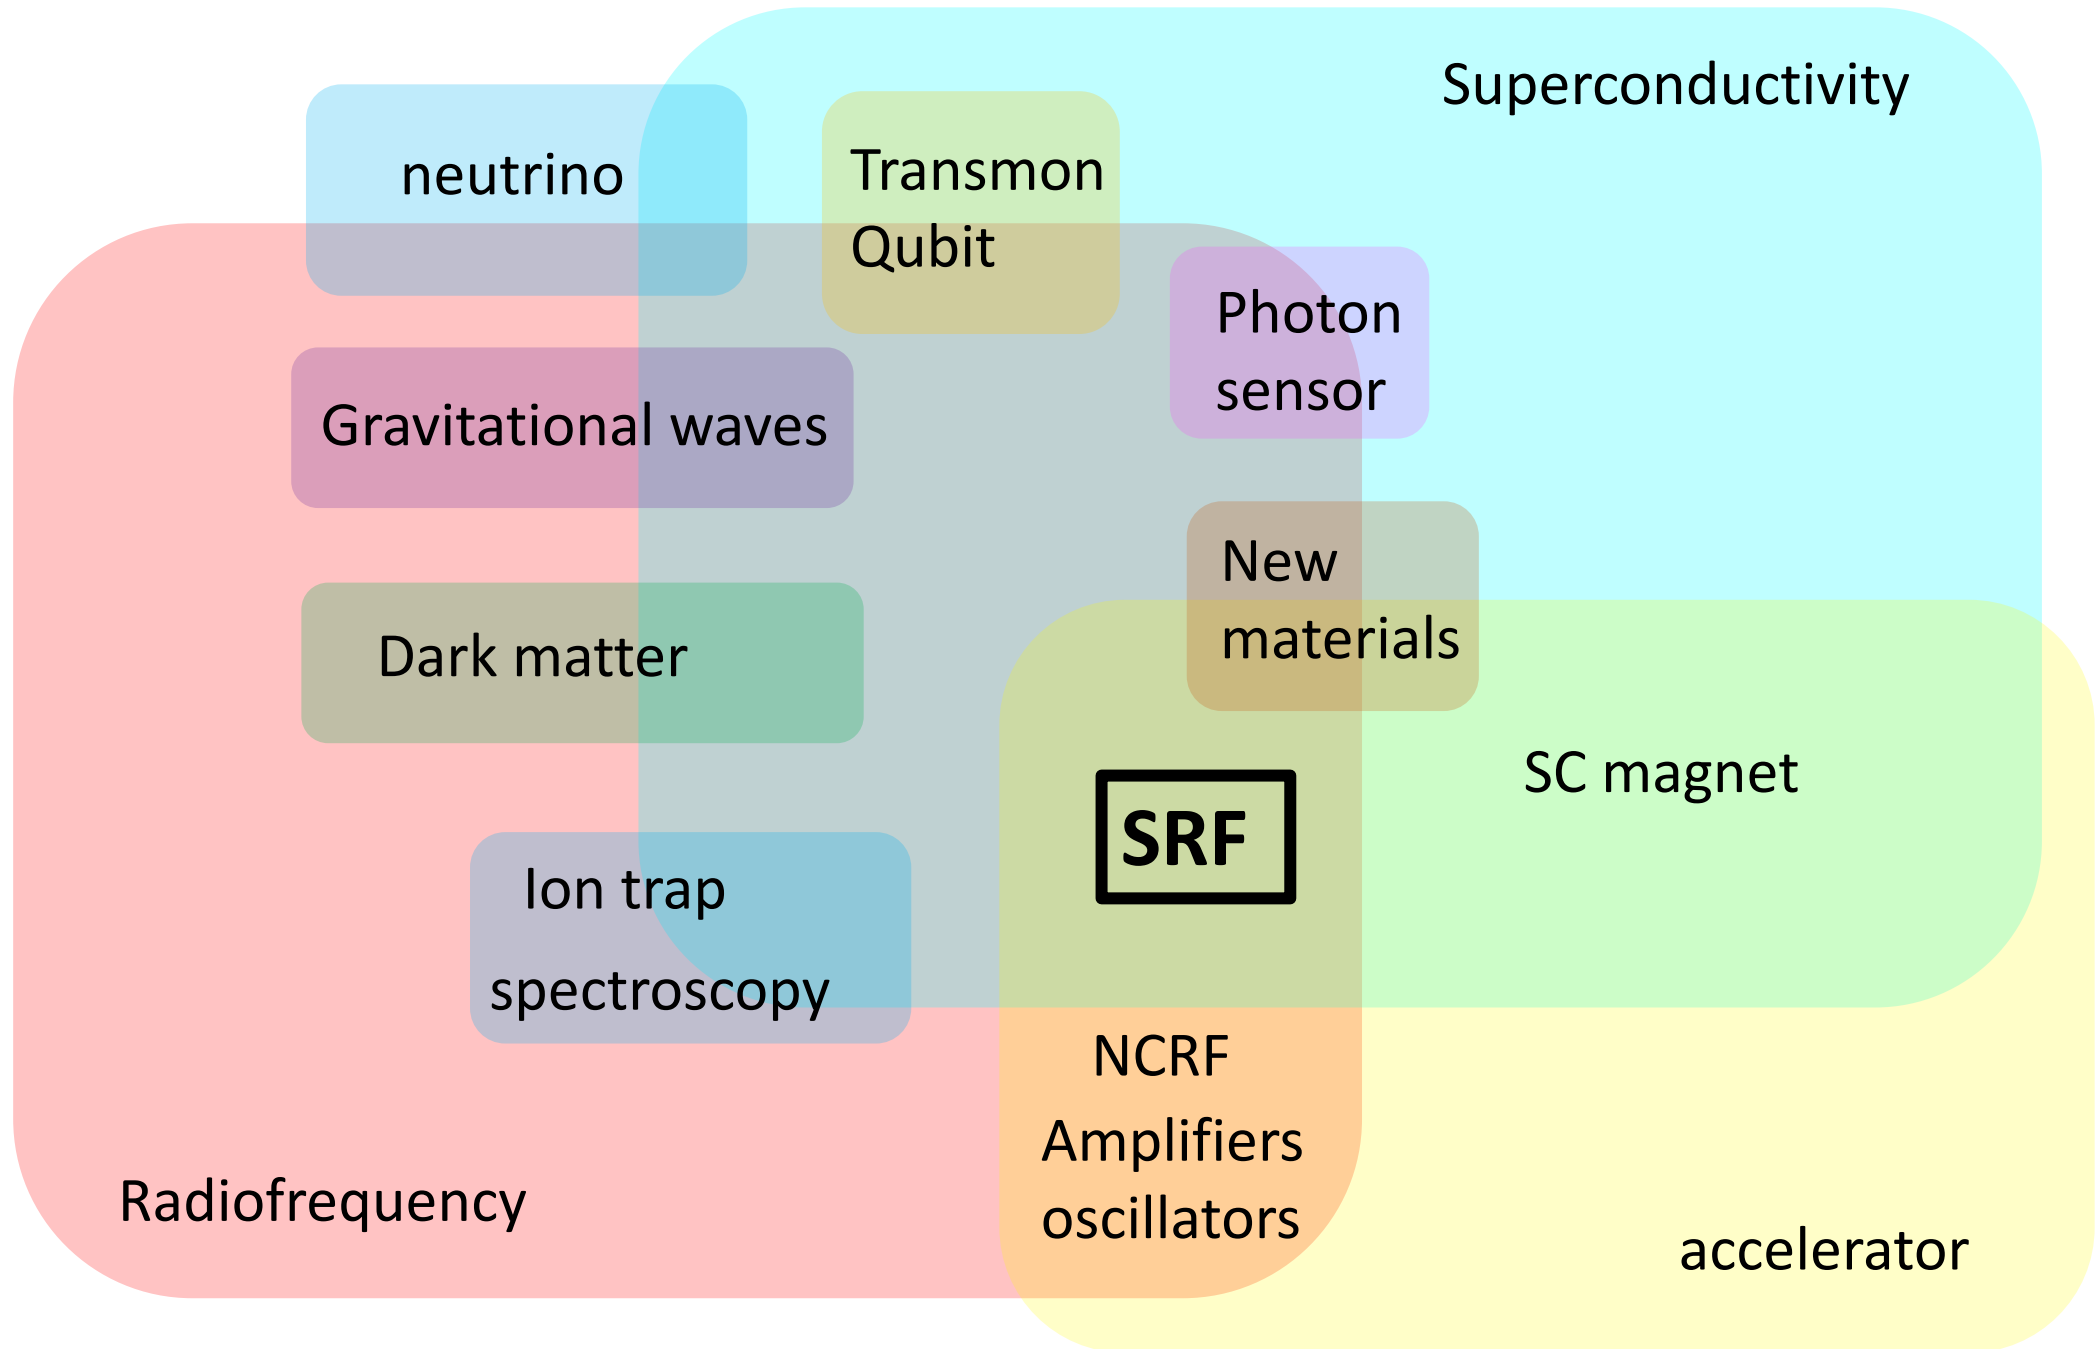 Superconductivity
neutrino
Transmon
Qubit
Photon
sensor
Gravitational waves
New
materials
Dark matter
SC magnet
SRF
Ion trap
spectroscopy
NCRF
Amplifiers
oscillators
Radiofrequency
accelerator